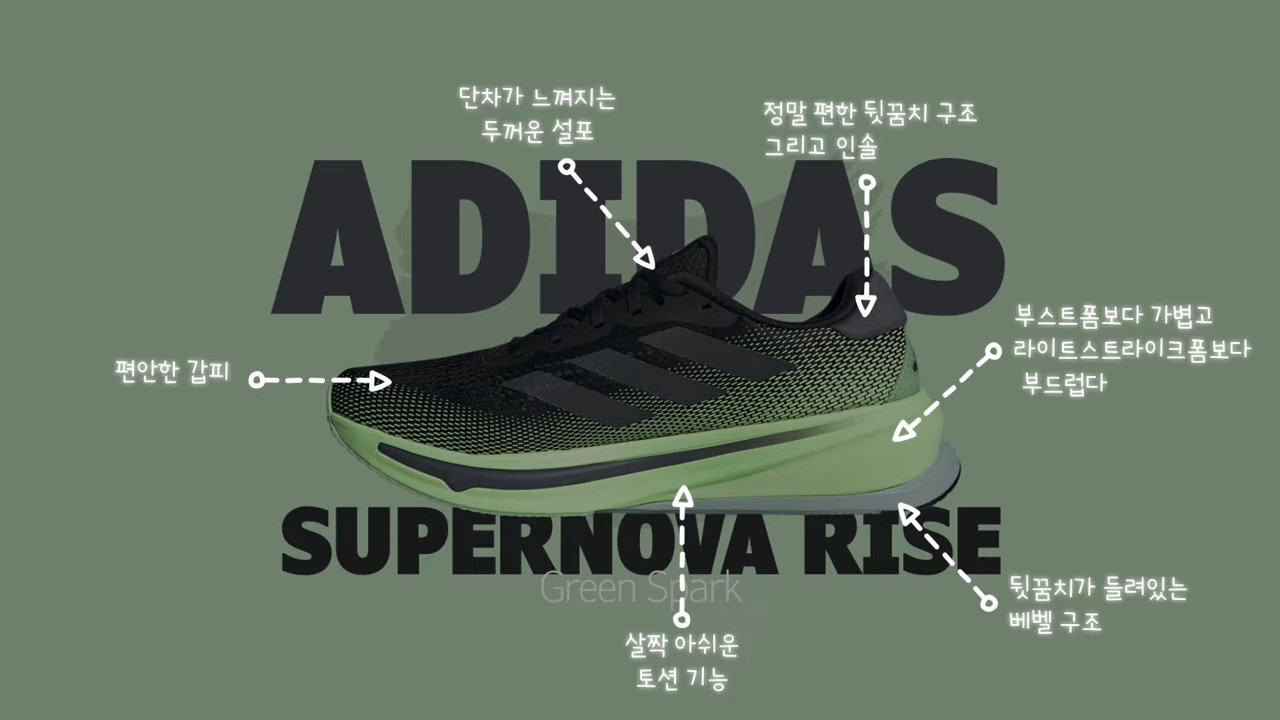 단차가 느껴지는
두꺼운 설포
정말 편한 뒷꿈치 구조
그리고 인솔
ADIDAS
부스트폼보다 가볍고
라이트스트라이크폼보다
부드럽다
편안한 갑피
SUPERNOVA RISE
Green Spark
뒷꿈치가 들려있는
베벨 구조
살짝 아쉬운
토션 기능